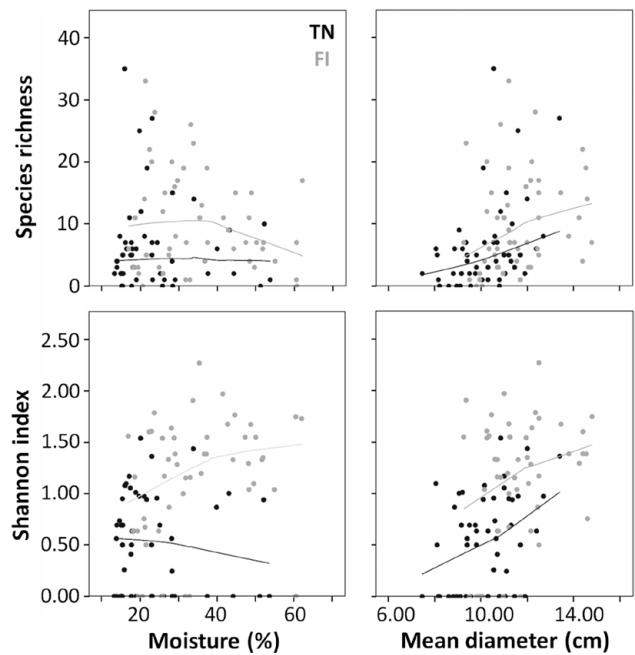 40
30
20
10
0
Species richness
TN
FI
2.50
2.00
1.50
1.00
0.50
0.00
Shannon index
20 40 60
6.00 10.00 14.00
Moisture (%)
Mean diameter (cm)